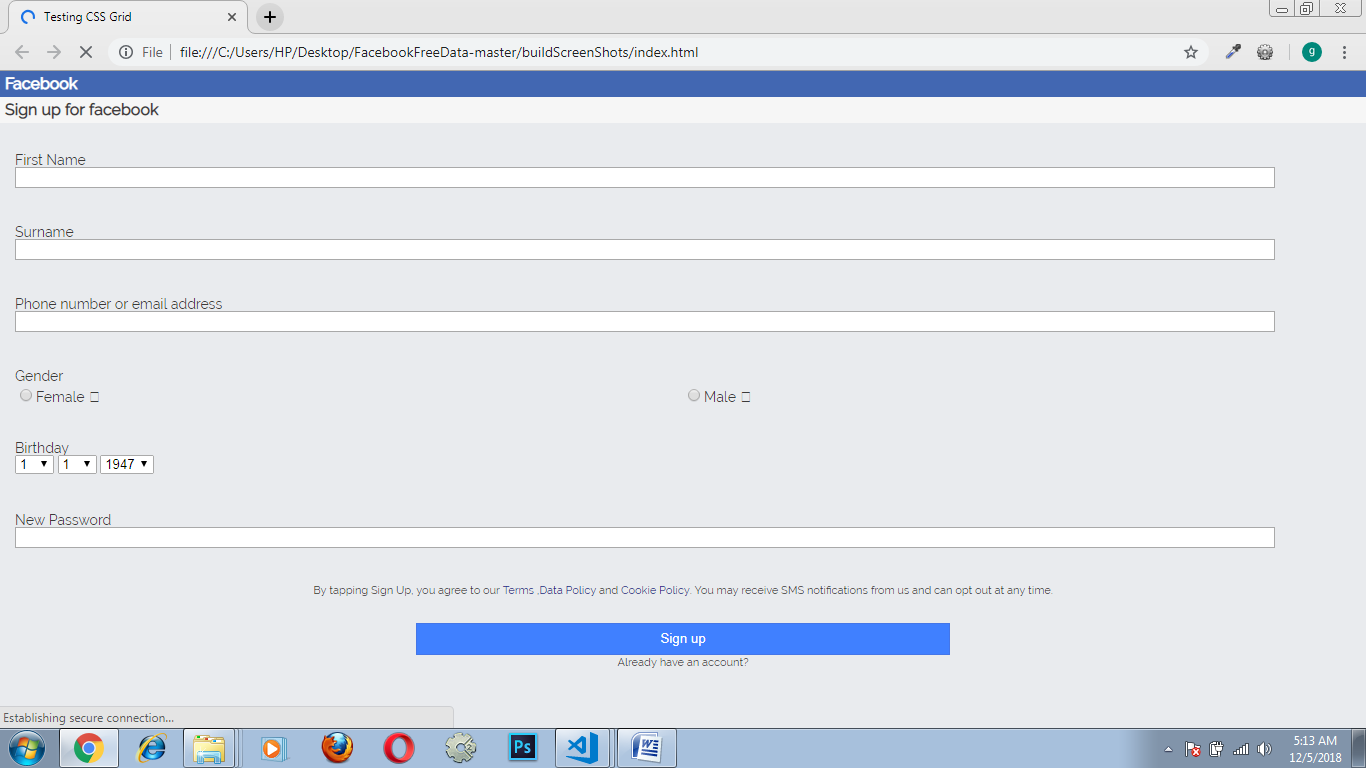 Testing CSS Grid
File file:///C:/Users/HP/Desktop/FacebookFreeData-master/buildScreenShots/index.html g
Facebook
Sign up for facebook
First Name
Surname
Phone number or email address
Gender
Female Male
Birthday
1 1 1947
New Password
By tapping Sign Up, you agree to our Terms ,Data Policy and Cookie Policy. You may receive SMS notifications from us and can opt out at any time.
Sign up
Already have an account?
Establishing secure connection...
Ps W
5:13 AM
12/5/2018